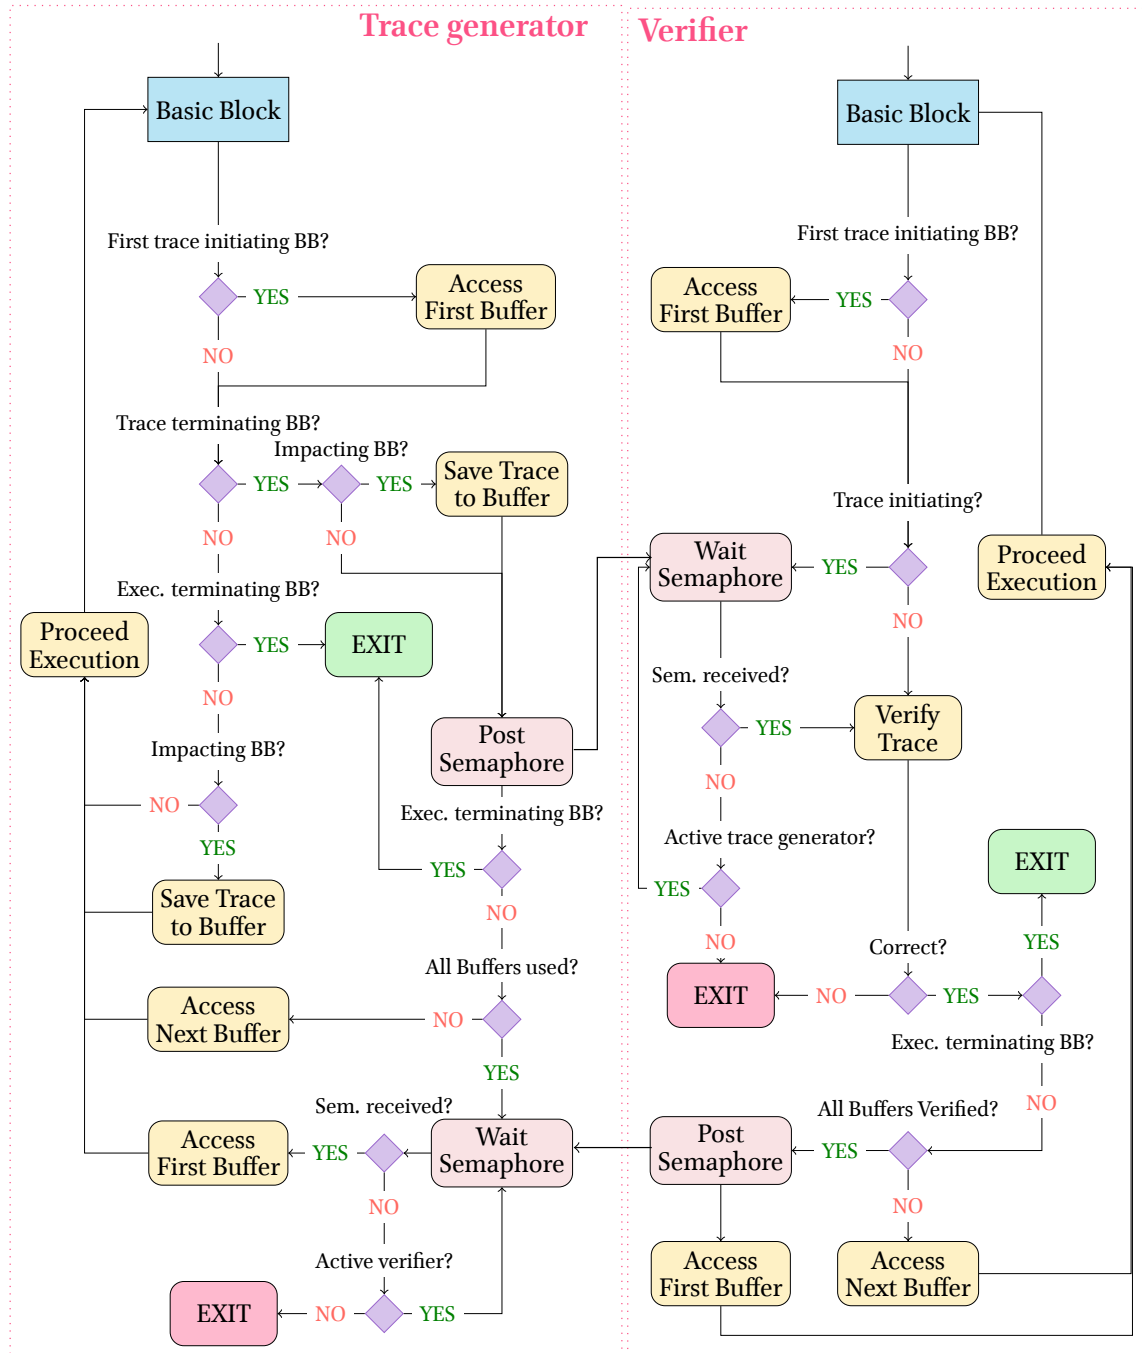 Trace generator
Basic Block
First trace initiating BB?
YES
Access
First Buffer
NO
Trace terminating BB?
Impacting BB?
YES
YES
Save Trace
to Buffer
NO
NO
Exec. terminating BB?
Proceed
Execution
YES
EXIT
NO
Post
Semaphore
Impacting BB?
NO
YES
Exec. terminating BB?
YES
Save Trace
to Buffer
NO
All Buffers used?
Access
Next Buffer
NO
YES
Sem. received?
Access
First Buffer
YES
Wait
Semaphore
NO
Active verifier?
EXIT
NO
YES
Verifier
Basic Block
First trace initiating BB?
Access
First Buffer
YES
NO
Trace initiating?
Wait
Semaphore
YES
Proceed
Execution
NO
Sem. received?
YES
Verify
Trace
NO
Active trace generator?
YES
EXIT
NO
YES
Correct?
EXIT
NO
YES
Exec. terminating BB?
NO
All Buffers Verified?
Post
Semaphore
YES
NO
Access
First Buffer
Access
Next Buffer